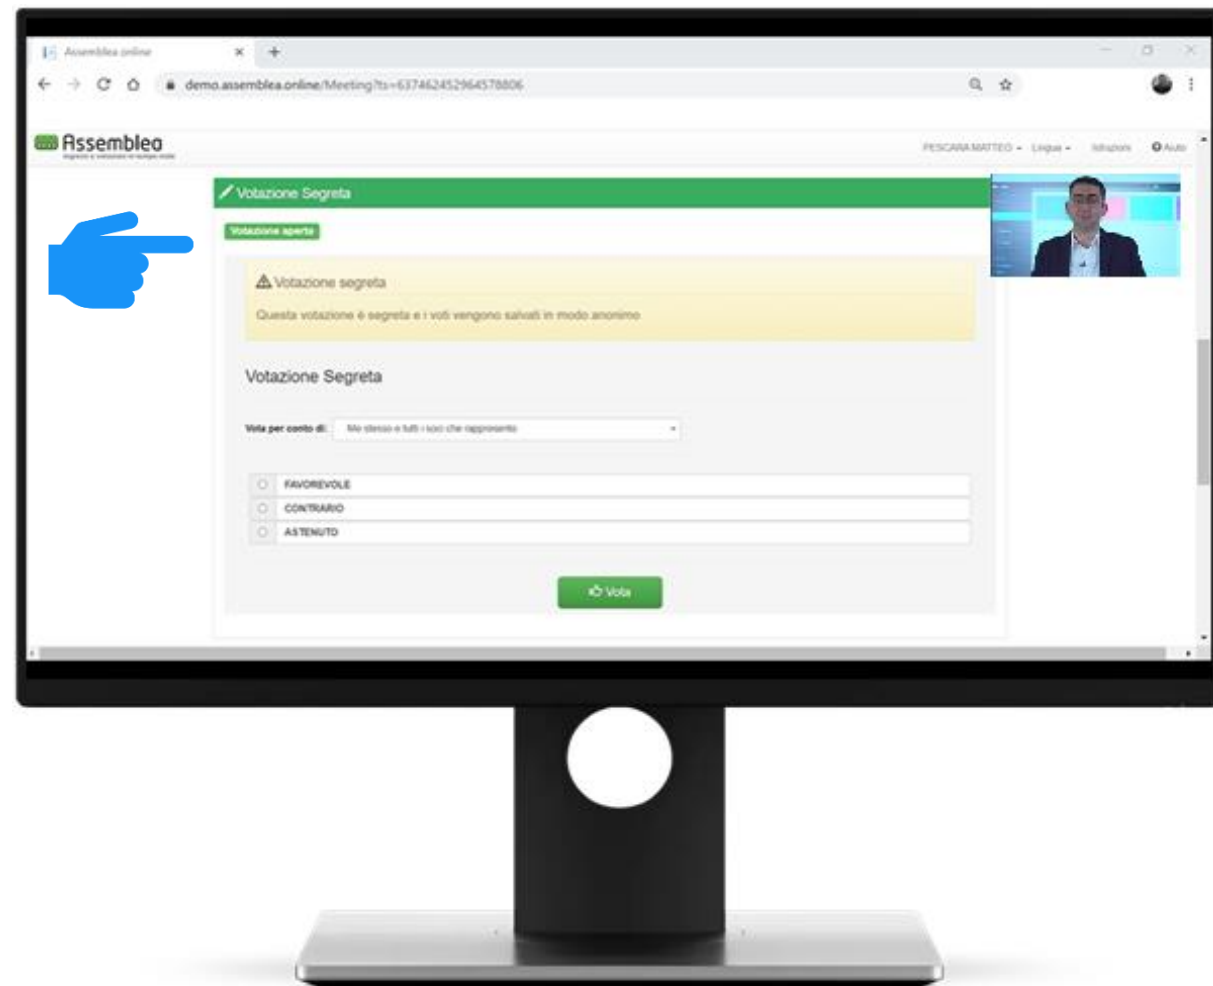 Assemblea online
demo.assemblea.online/Meeting?ts=637462452964578806
Assemblea
PESCARA MATTEO Lingue Istruzioni Aiuto
Votazione Segreta
Votazione aperta
Votazione segreta
Questa votazione è segreta e i voti vengono salvati in modo anonimo
Votazione Segreta
Vota per conto di: Me stesso e tutti i soci che rappresento
FAVOREVOLE
CONTRARIO
ASTENUTO
Vota